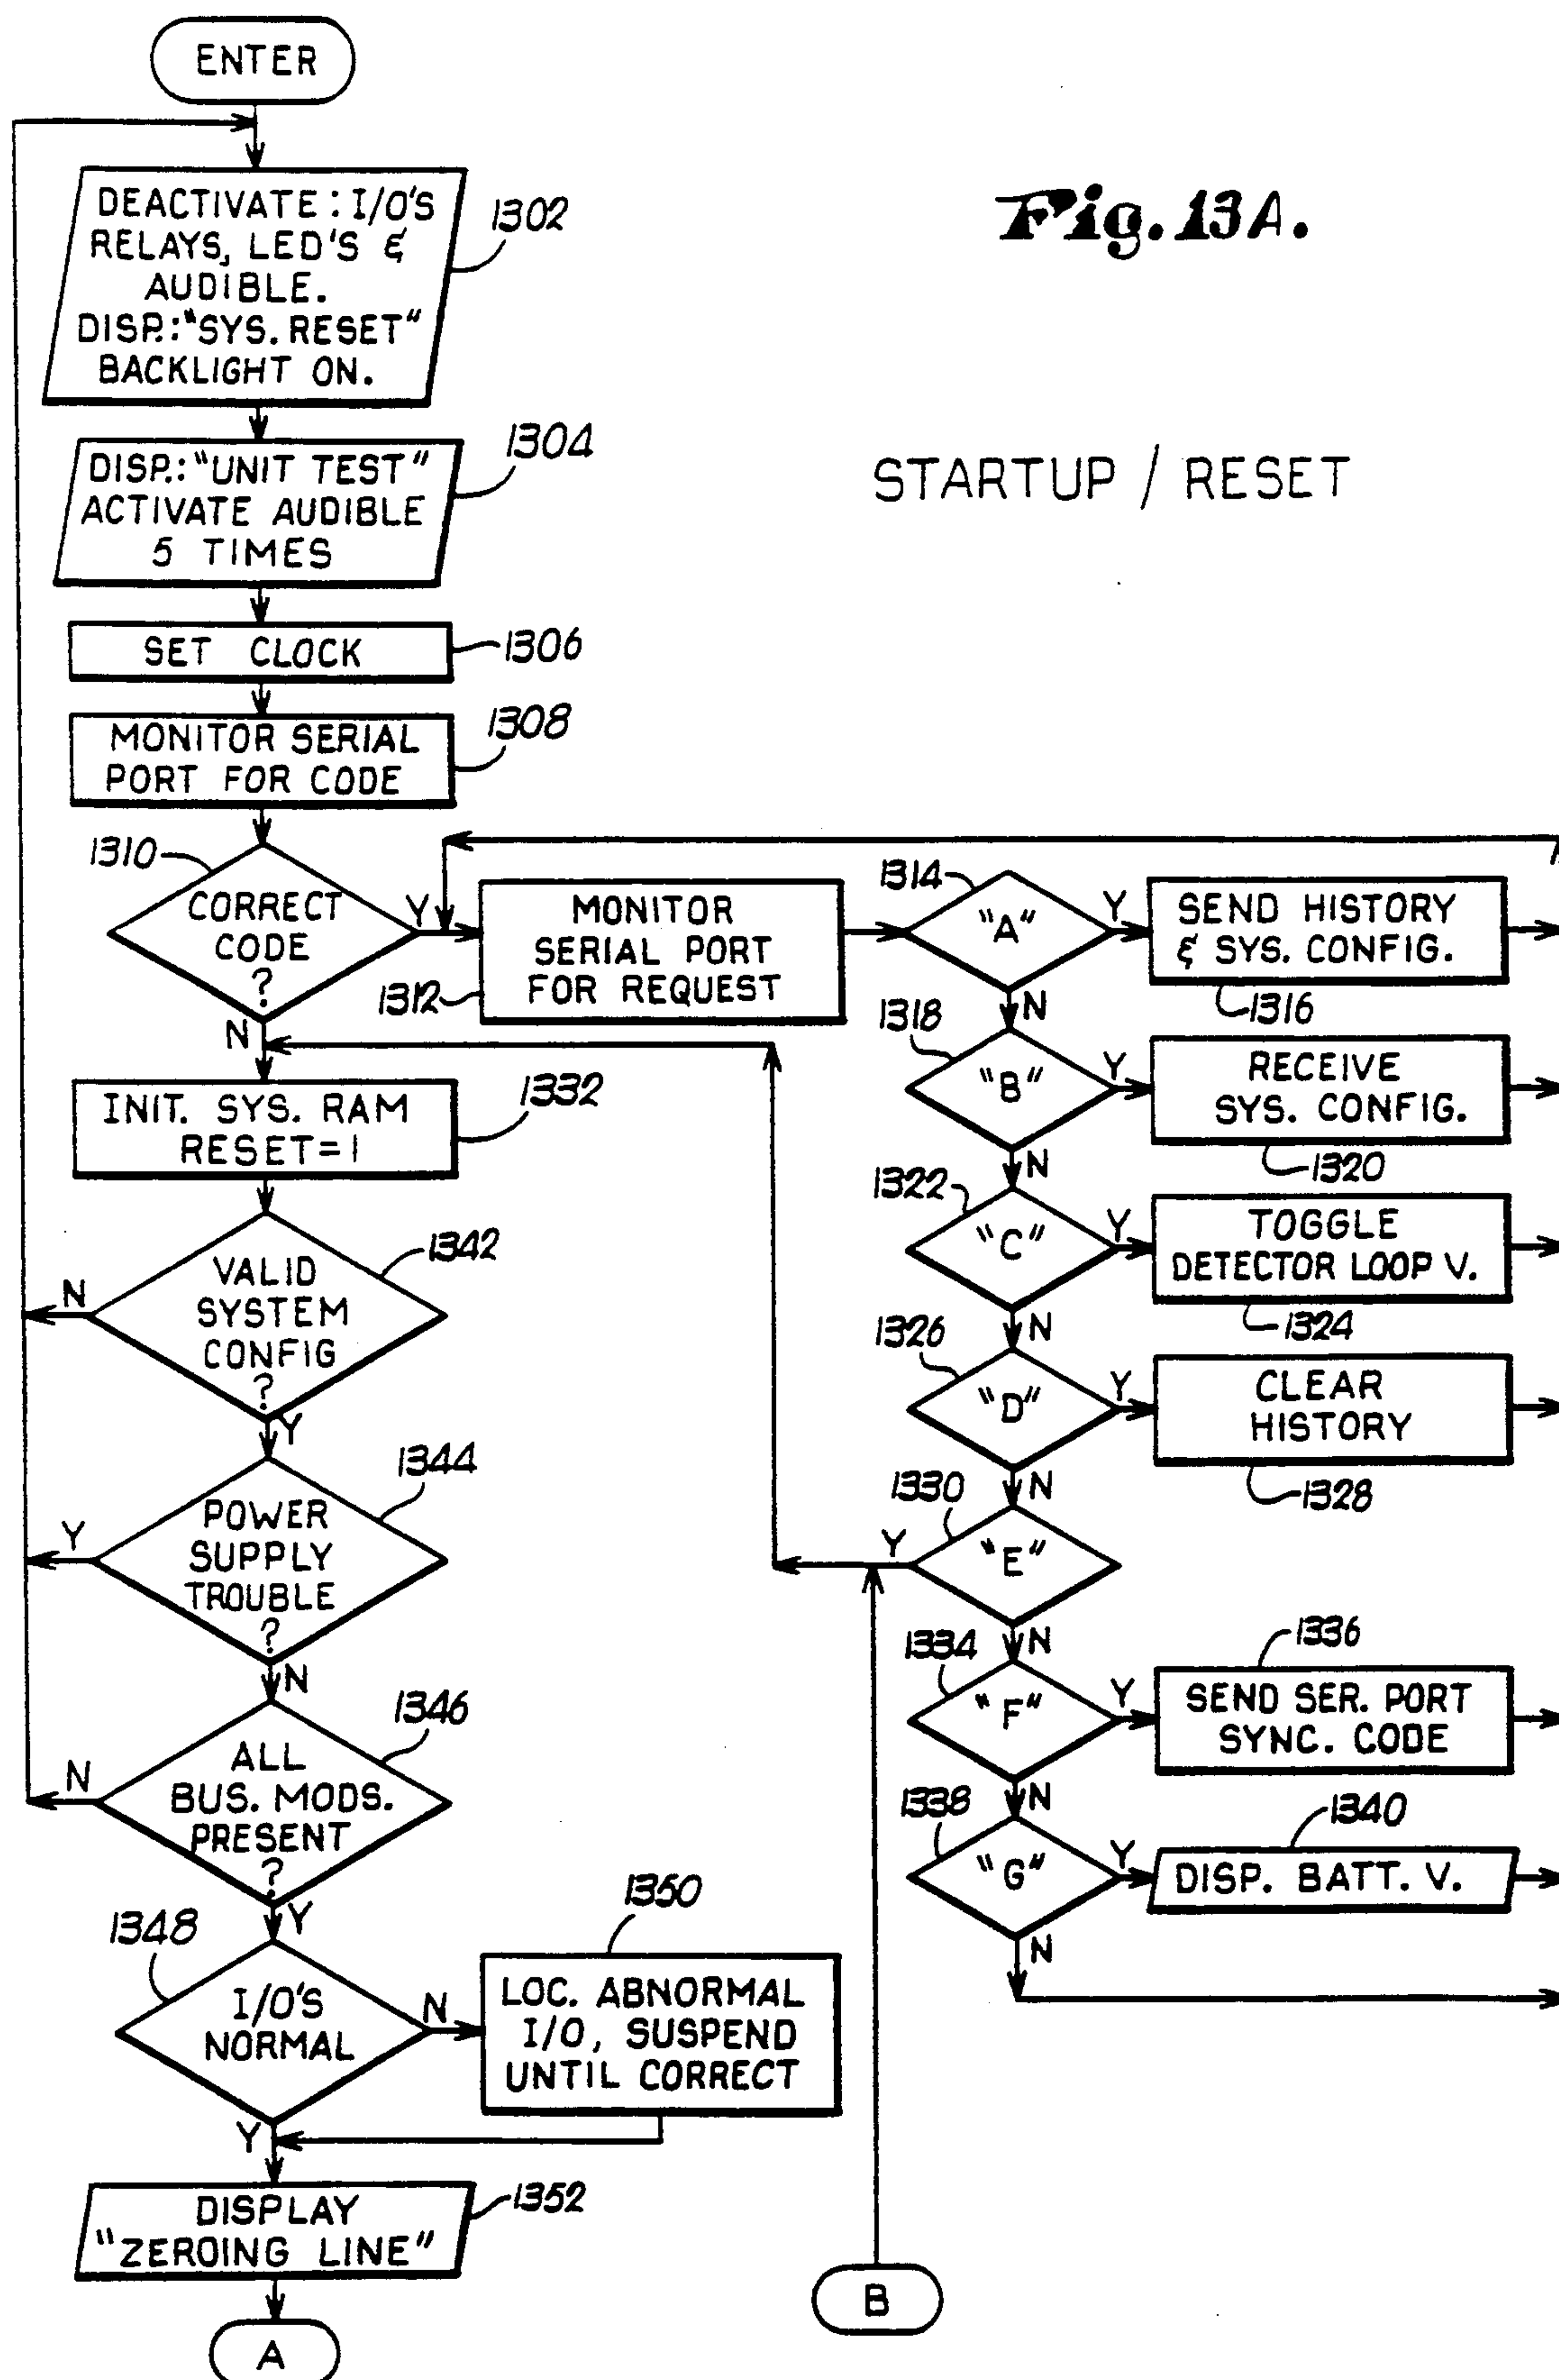 ENTER
Fig. 13A.
STARTUP / RESET
DEACTIVATE: I/O'S
RELAYS, LED'S &
AUDIBLE.
DISP.: "SYS. RESET"
BACKLIGHT ON.
1302
DISP.: "UNIT TEST"
ACTIVATE AUDIBLE
5 TIMES
1304
SET CLOCK
1306
MONITOR SERIAL
PORT FOR CODE
1308
1310
CORRECT
CODE
?
Y
N
MONITOR
SERIAL PORT
FOR REQUEST
1312
1314
"A"
Y
N
SEND HISTORY
& SYS. CONFIG.
1316
1318
"B"
Y
N
RECEIVE
SYS. CONFIG.
1320
1322
"C"
Y
N
TOGGLE
DETECTOR LOOP V.
1324
1326
"D"
Y
N
CLEAR
HISTORY
1328
1330
"E"
Y
N
1334
"F"
Y
N
1336
SEND SER. PORT
SYNC. CODE
1338
"G"
Y
N
1340
DISP. BATT. V.
INIT. SYS. RAM
RESET=1
1332
VALID
SYSTEM
CONFIG
?
1342
N
Y
POWER
SUPPLY
TROUBLE
?
1344
Y
N
ALL
BUS. MODS.
PRESENT
?
1346
N
Y
1348
I/O'S
NORMAL
N
Y
1350
LOC. ABNORMAL
I/O, SUSPEND
UNTIL CORRECT
DISPLAY
"ZEROING LINE"
1352
A
B